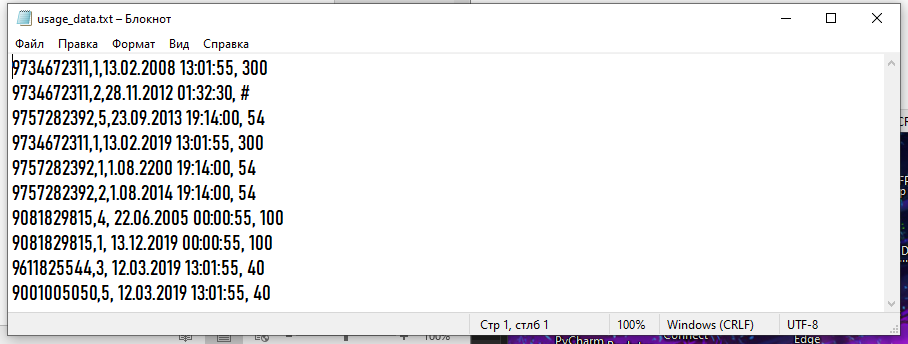 usage_data.txt – Блокнот
Файл Правка Формат Вид Справка
9734672311,1,13.02.2008 13:01:55, 300
9734672311,2,28.11.2012 01:32:30, #
9757282392,5,23.09.2013 19:14:00, 54
9734672311,1,13.02.2019 13:01:55, 300
9757282392,1,1.08.2200 19:14:00, 54
9757282392,2,1.08.2014 19:14:00, 54
9081829815,4, 22.06.2005 00:00:55, 100
9081829815,1, 13.12.2019 00:00:55, 100
9611825544,3, 12.03.2019 13:01:55, 40
9001005050,5, 12.03.2019 13:01:55, 40
Стр 1, стлб 1 100% Windows (CRLF) UTF-8
100%
PyCharm Connect Edge